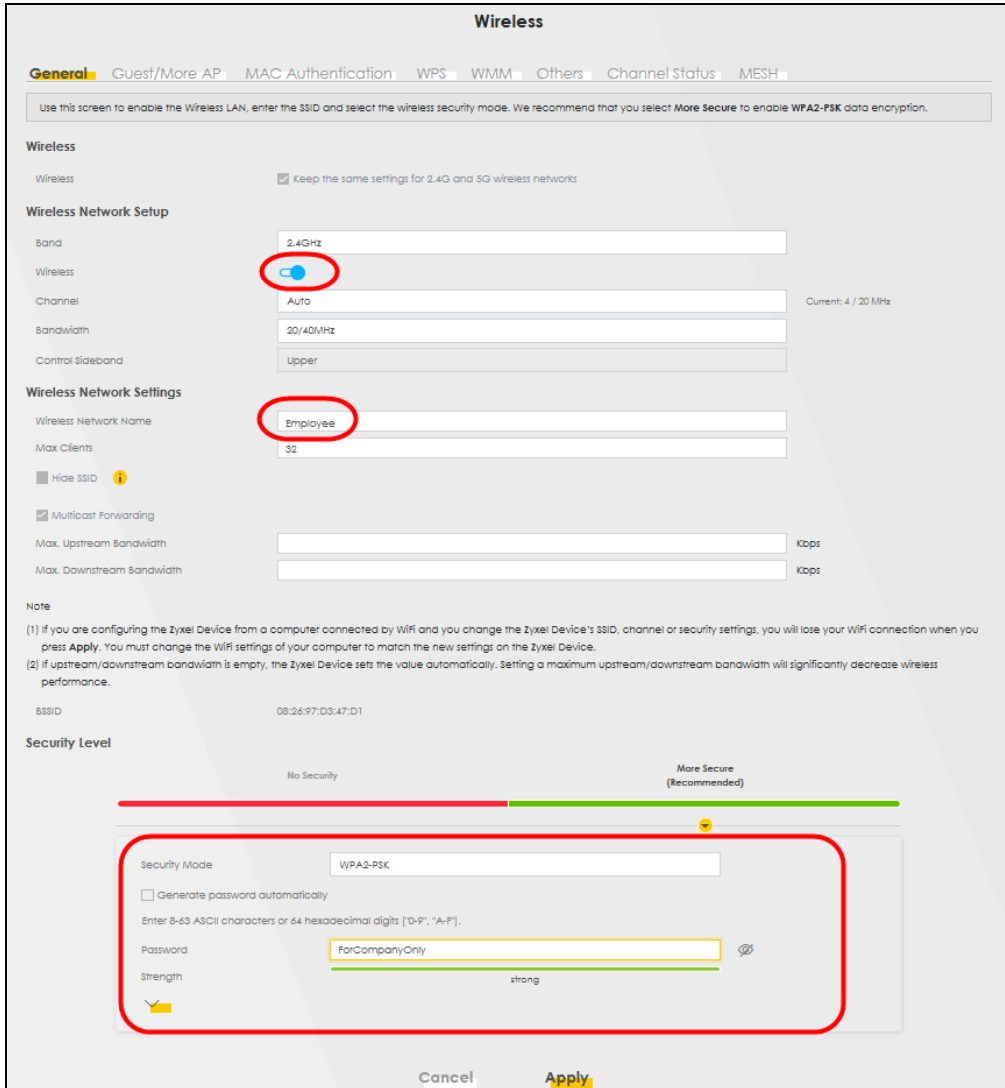 Wireless
General Guest/More AP MAC Authentication WPS WMM Others Channel Status MESH
Use this screen to enable the Wireless LAN, enter the SSID and select the wireless security mode. We recommend that you select More Secure to enable WPA2-PSK data encryption.
Wireless
Wireless Keep the same settings for 2.4G and 5G wireless networks
Wireless Network Setup
Band 2.4GHz
Wireless
Channel Auto Current: 4 / 20 MHz
Bandwidth 20/40MHz
Control Sideband Upper
Wireless Network Settings
Wireless Network Name Employee
Max Clients 32
Hide SSID i
Multicast Forwarding
Max. Upstream Bandwidth Kbps
Max. Downstream Bandwidth Kbps
Note
(1) If you are configuring the Zyxel Device from a computer connected by WiFi and you change the Zyxel Device's SSID, channel or security settings, you will lose your WiFi connection when you
press Apply. You must change the WiFi settings of your computer to match the new settings on the Zyxel Device.
(2) If upstream/downstream bandwidth is empty, the Zyxel Device sets the value automatically. Setting a maximum upstream/downstream bandwidth will significantly decrease wireless
performance.
BSSID 08:26:97:D3:47:D1
Security Level
No Security More Secure
(Recommended)
Security Mode WPA2-PSK
Generate password automatically
Enter 8-63 ASCII characters or 64 hexadecimal digits ("0-9", "A-F").
Password ForCompanyOnly
Strength strong
Cancel Apply